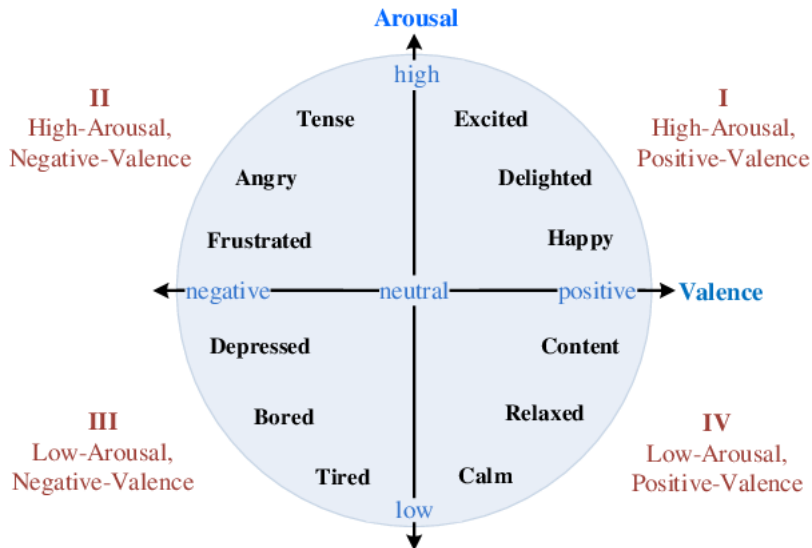 Arousal
high
II
High-Arousal,
Negative-Valence
I
High-Arousal,
Positive-Valence
Tense
Excited
Angry
Delighted
Frustrated
Happy
negative
neutral
positive
Valence
Depressed
Content
Bored
Relaxed
III
Low-Arousal,
Negative-Valence
IV
Low-Arousal,
Positive-Valence
Tired
Calm
low